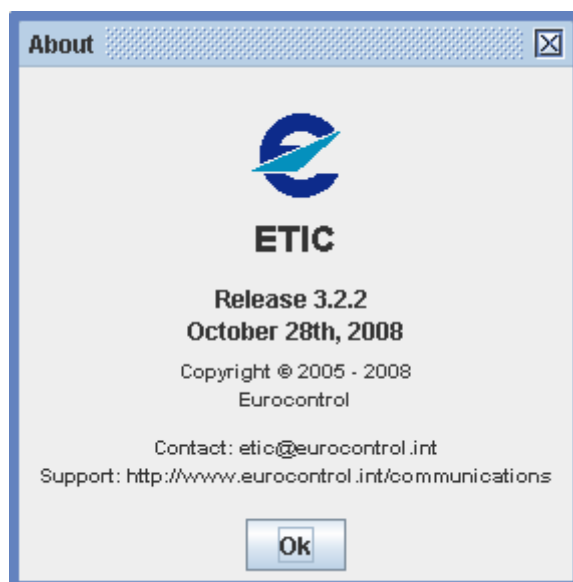 About
ETIC
Release 3.2.2
October 28th, 2008
Copyright © 2005 - 2008
Eurocontrol
Contact: etic@eurocontrol.int
Support: http://www.eurocontrol.int/communications
Ok